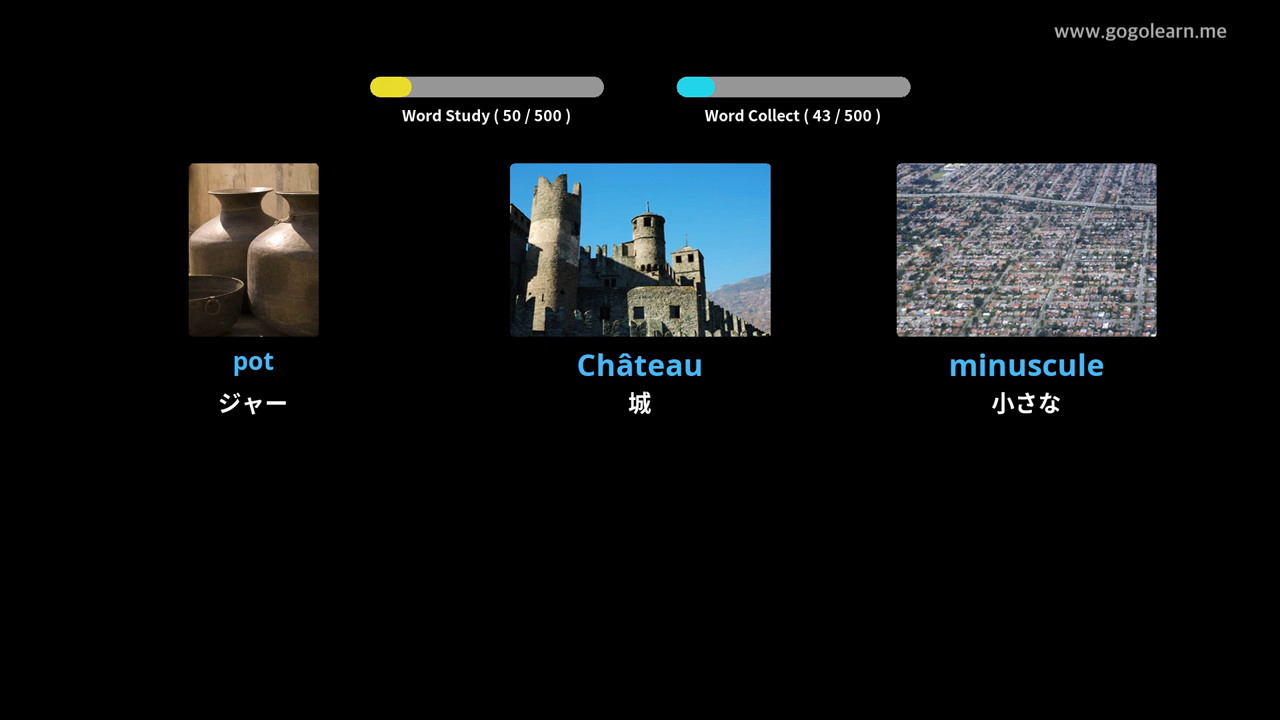 www.gogolearn.me
Word Study ( 50 / 500 )
Word Collect ( 43 / 500 )
pot
Château
minuscule
ジャー
城
小さな